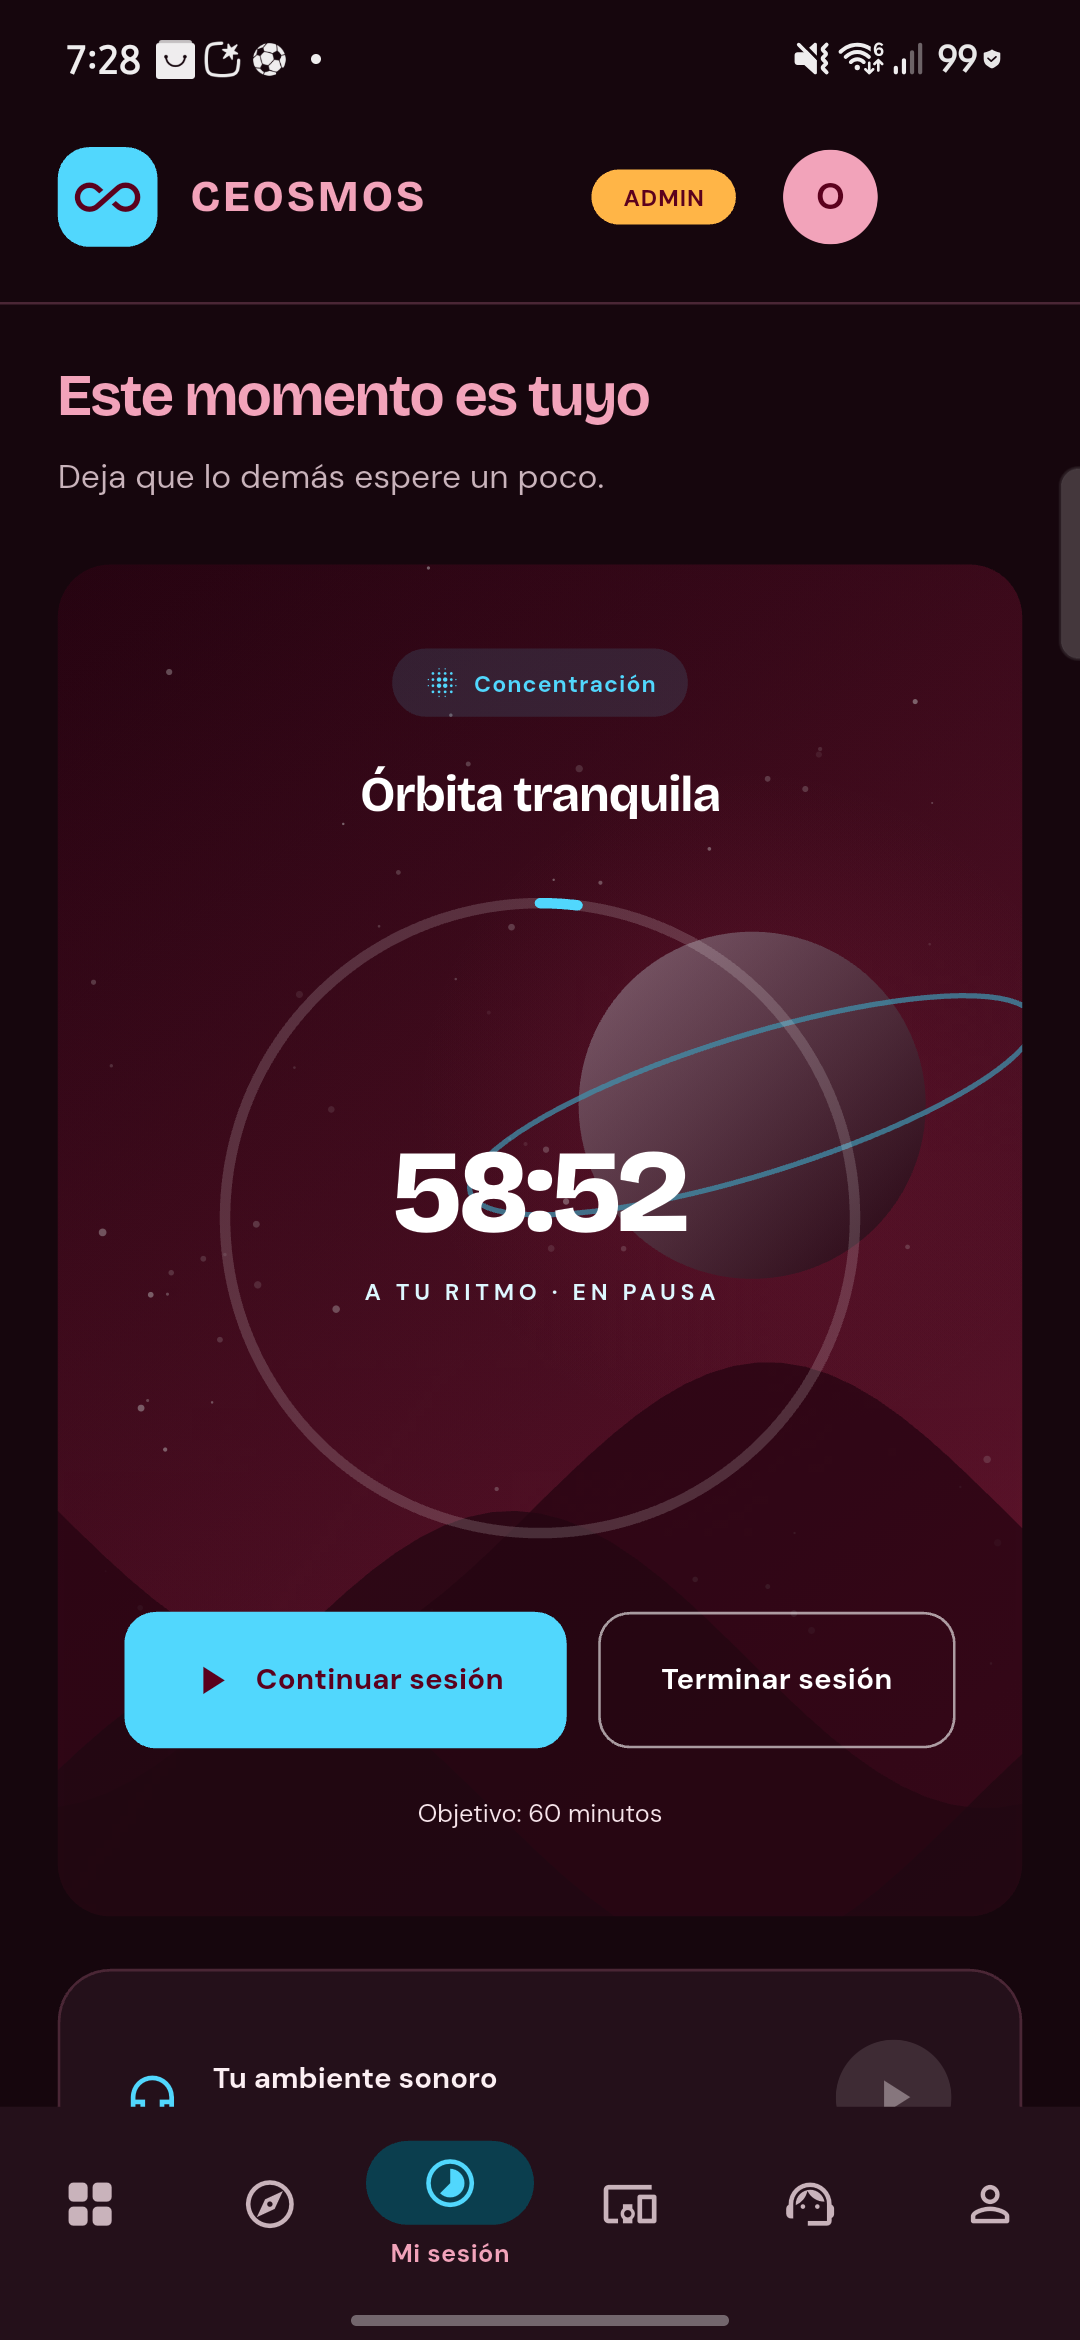 7:28
99
CEOSMOS
ADMIN
O
Este momento es tuyo
Deja que lo demás espere un poco.
Concentración
Órbita tranquila
58:52
A TU RITMO · EN PAUSA
Continuar sesión
Terminar sesión
Objetivo: 60 minutos
Tu ambiente sonoro
Mi sesión